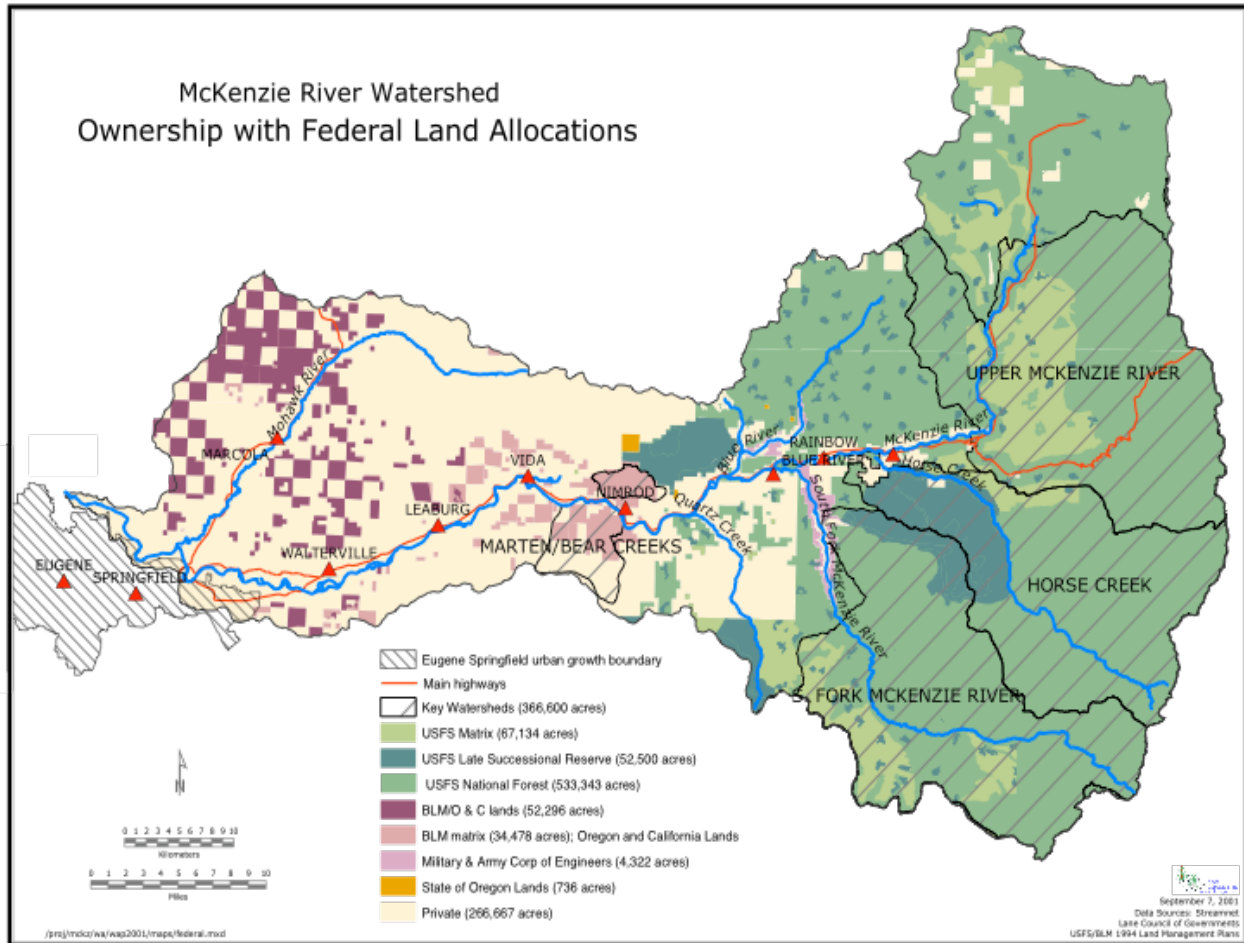 McKenzie River Watershed
Ownership with Federal Land Allocations
UPPER MCKENZIE RIVER
Mohawk River
MARCOLA
McKenzie River
RAINBOW
Blue River
BLUE RIVER
Horse Creek
VIDA
NIMROD
Quartz Creek
South Fork McKenzie River
LEABURG
MARTEN/BEAR CREEKS
WALTERVILLE
EUGENE
SPRINGFIELD
HORSE CREEK
S. FORK MCKENZIE RIVER
Eugene Springfield urban growth boundary
Main highways
Key Watersheds (366,600 acres)
USFS Matrix (67,134 acres)
USFS Late Successional Reserve (52,500 acres)
USFS National Forest (533,343 acres)
BLM/O & C lands (52,296 acres)
BLM matrix (34,478 acres); Oregon and California Lands
Military & Army Corp of Engineers (4,322 acres)
State of Oregon Lands (736 acres)
Private (266,667 acres)
N
0 1 2 3 4 5 6 7 8 9 10
Kilometers
0 1 2 3 4 5 6 7 8 9 10
Miles
/proj/mckz/wa/wap2001/maps/federal.mxd
September 7, 2001
Data Sources: Streamnet
Lane Council of Governments
USFS/BLM 1994 Land Management Plans